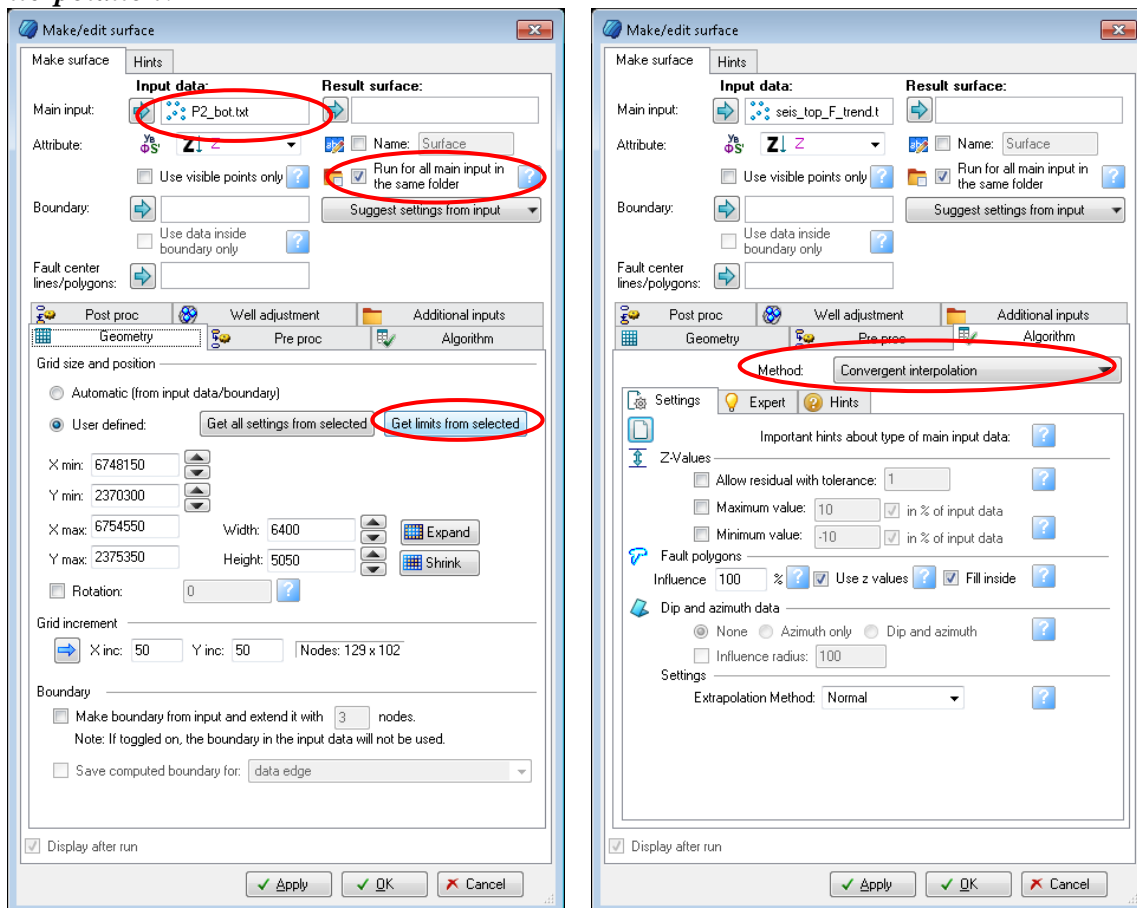 Make/edit surface
Make surface Hints
Input data: Result surface:
Main input: P2_bot.txt
Attribute: Z Name: Surface
Use visible points only ? Run for all main input in
the same folder ?
Boundary: Suggest settings from input
Use data inside
boundary only ?
Fault center
lines/polygons:
Post proc Well adjustment Additional inputs
Geometry Pre proc Algorithm
Grid size and position
Automatic (from input data/boundary)
User defined: Get all settings from selected Get limits from selected
X min: 6748150
Y min: 2370300
X max: 6754550 Width: 6400 Expand
Y max: 2375350 Height: 5050 Shrink
Rotation: 0 ?
Grid increment
X inc: 50 Y inc: 50 Nodes: 129 x 102
Boundary
Make boundary from input and extend it with 3 nodes.
Note: If toggled on, the boundary in the input data will not be used.
Save computed boundary for: data edge
Display after run
Apply OK Cancel
Make/edit surface
Make surface Hints
Input data: Result surface:
Main input: seis_top_F_trend.t
Attribute: Z Name: Surface
Use visible points only ? Run for all main input in
the same folder ?
Boundary: Suggest settings from input
Use data inside
boundary only ?
Fault center
lines/polygons:
Post proc Well adjustment Additional inputs
Geometry Pre proc Algorithm
Method: Convergent interpolation
Settings Expert Hints
Important hints about type of main input data: ?
Z-Values
Allow residual with tolerance: 1 ?
Maximum value: 10 in % of input data
Minimum value: -10 in % of input data ?
Fault polygons
Influence 100 % ? Use z values ? Fill inside ?
Dip and azimuth data
None Azimuth only Dip and azimuth ?
Influence radius: 100
Settings
Extrapolation Method: Normal ?
Display after run
Apply OK Cancel